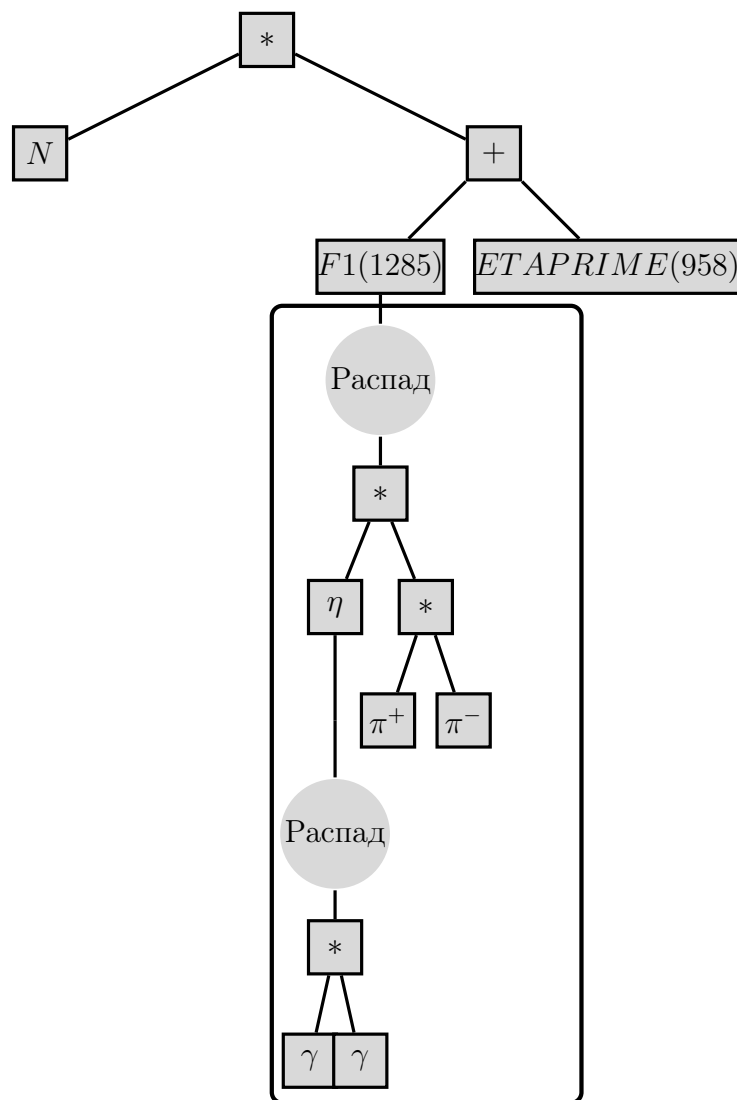 *
N +
F1(1285) ETAPRIME(958)
Распад
*
η *
π⁺ π⁻
Распад
*
γ γ